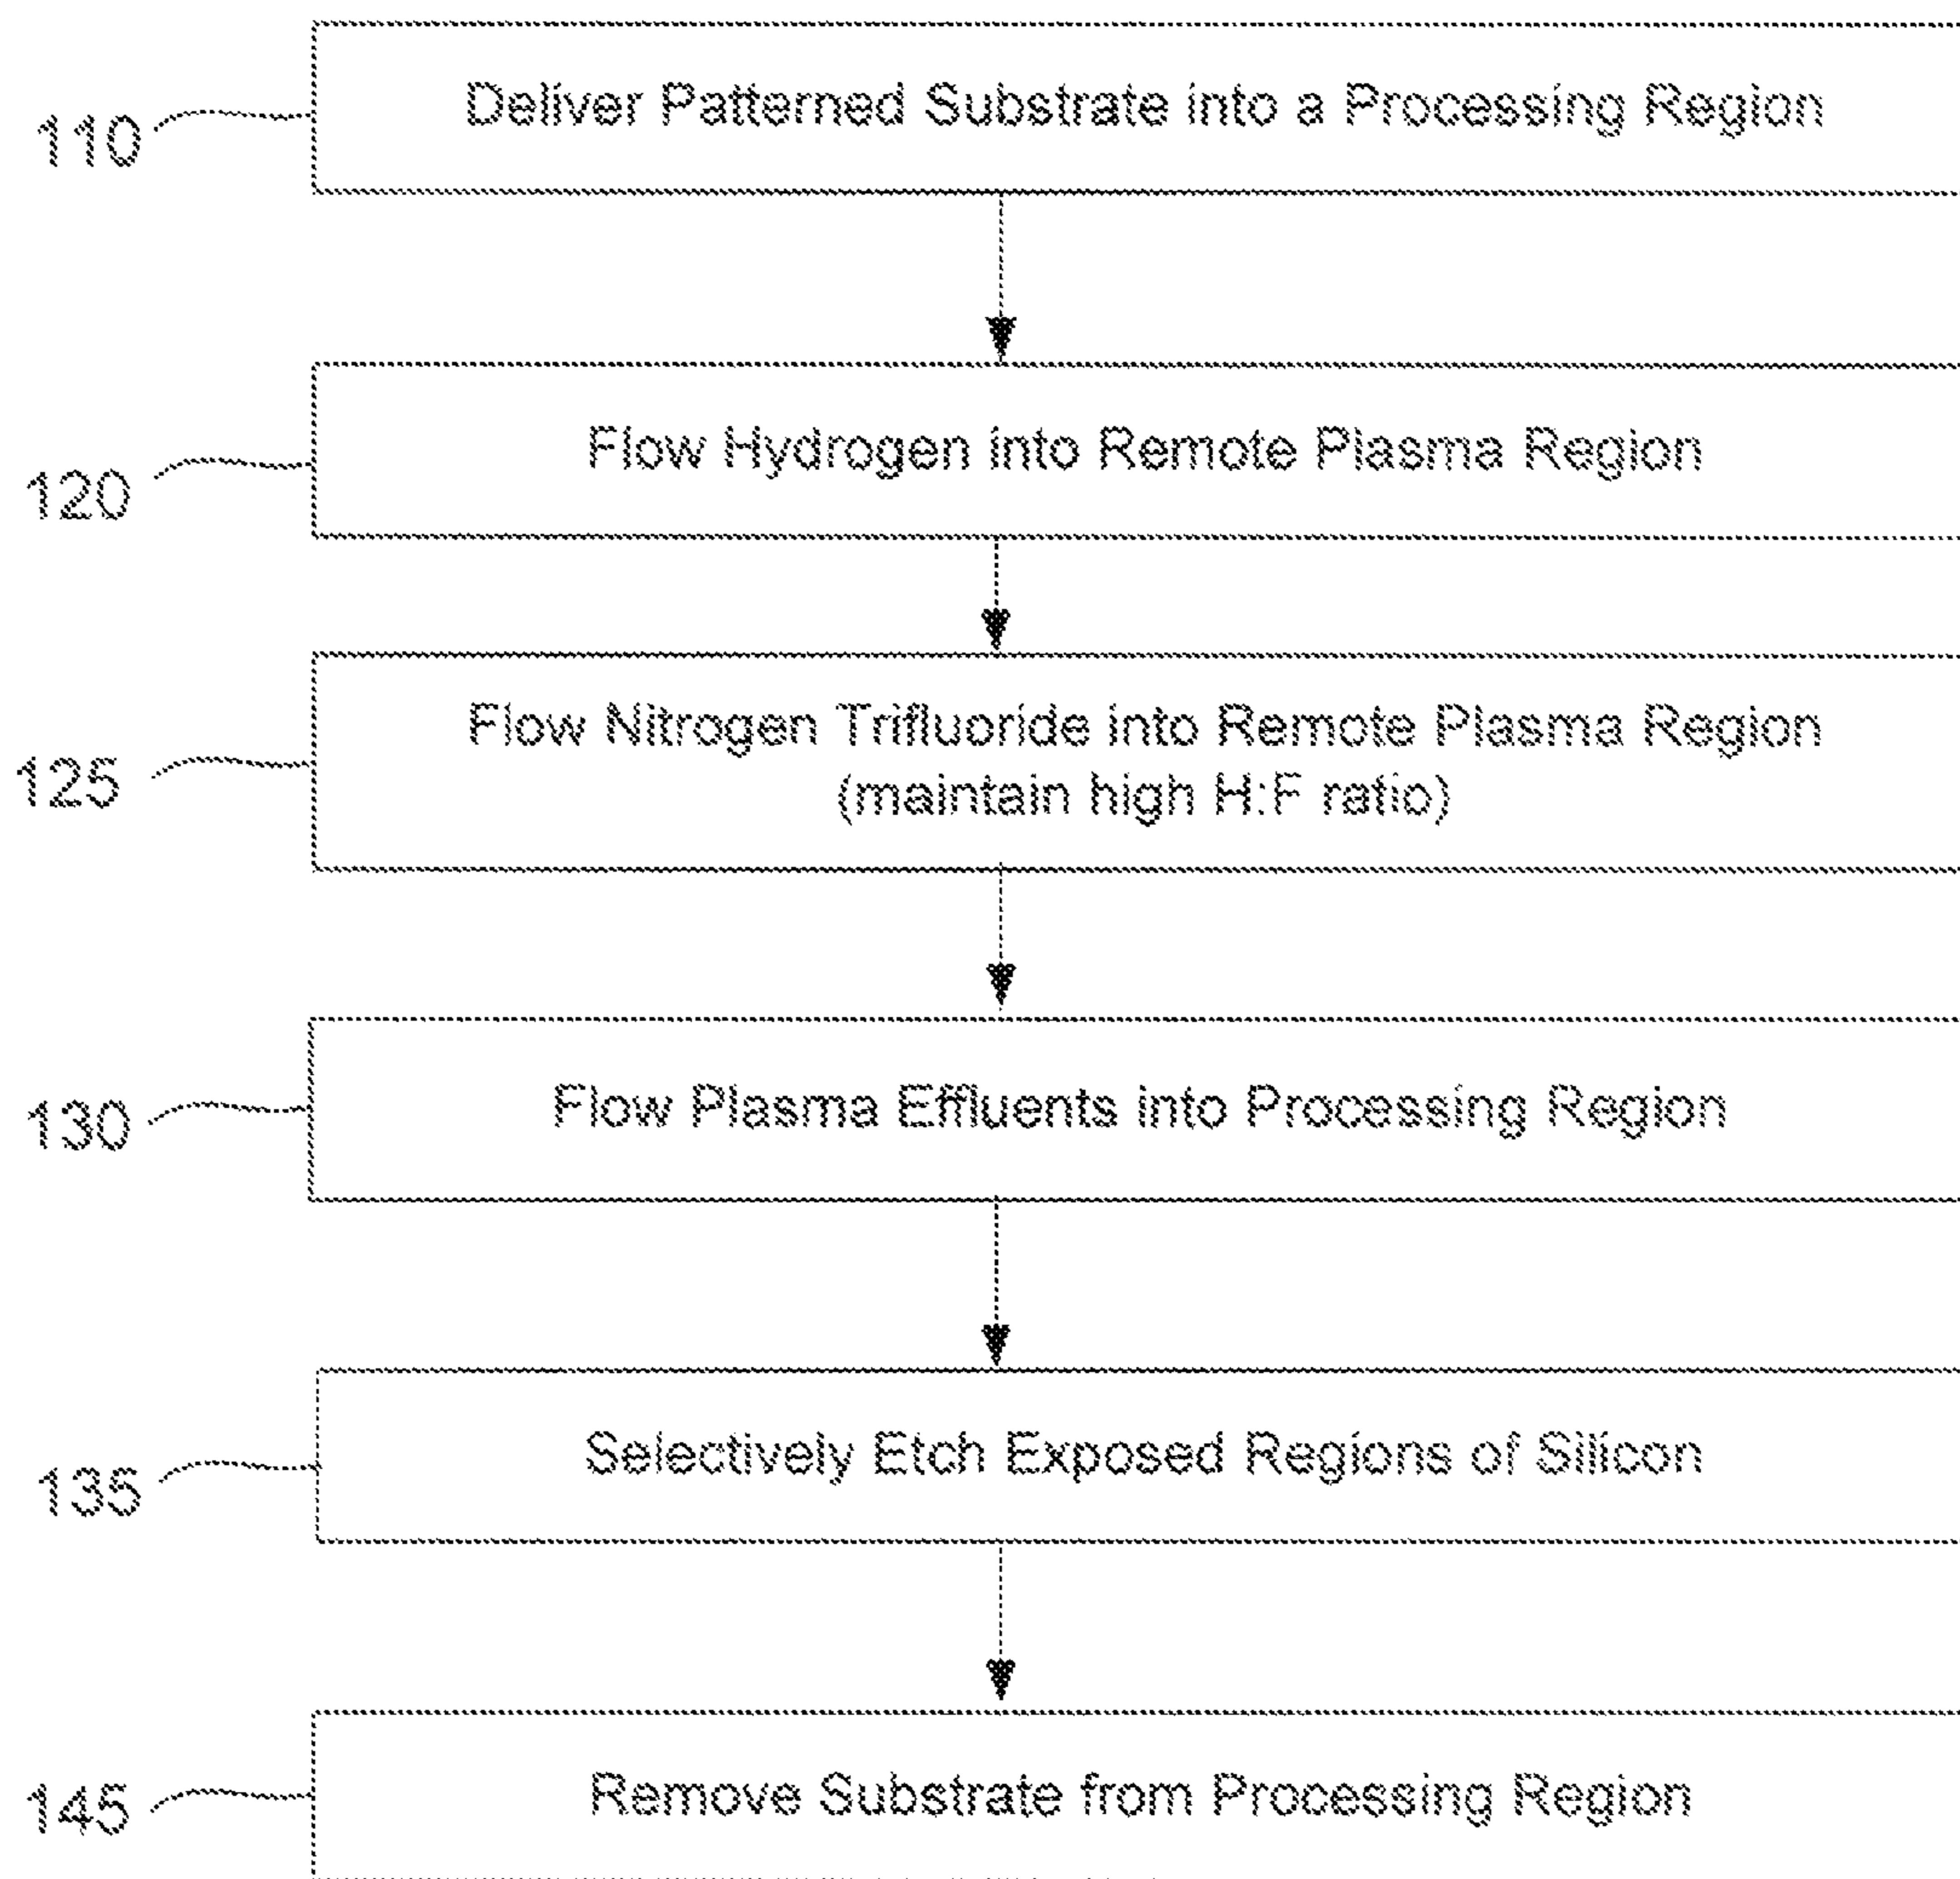 110 Deliver Patterned Substrate into a Processing Region
120 Flow Hydrogen into Remote Plasma Region
125 Flow Nitrogen Trifluoride into Remote Plasma Region
(maintain high H:F ratio)
130 Flow Plasma Effluents into Processing Region
135 Selectively Etch Exposed Regions of Silicon
145 Remove Substrate from Processing Region